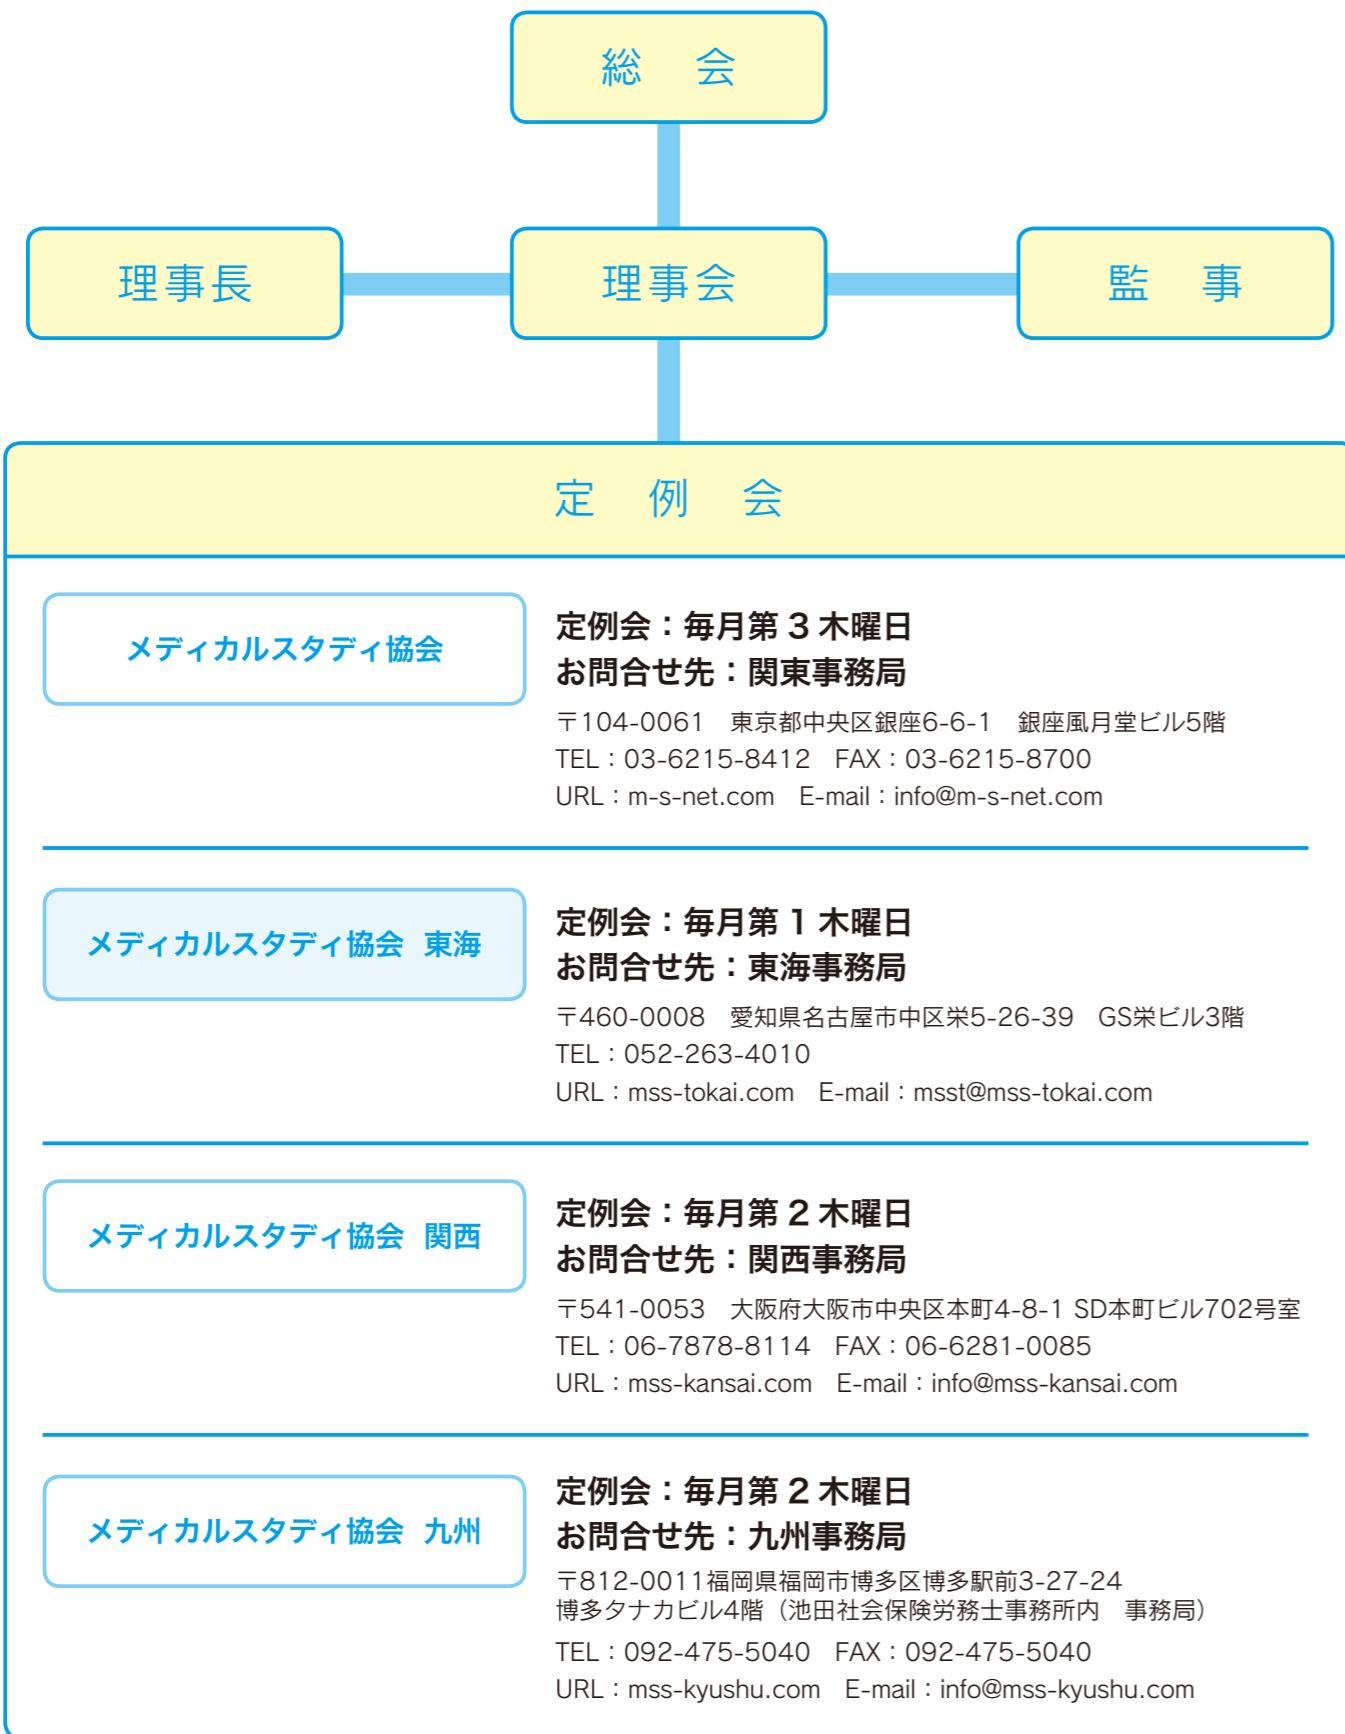 総　会
理事長
理事会
監　事
定　例　会
メディカルスタディ協会
定例会：毎月第 3 木曜日
お問合せ先：関東事務局
〒104-0061　東京都中央区銀座6-6-1　銀座風月堂ビル5階
TEL：03-6215-8412　FAX：03-6215-8700
URL：m-s-net.com　E-mail：info@m-s-net.com
メディカルスタディ協会 東海
定例会：毎月第 1 木曜日
お問合せ先：東海事務局
〒460-0008　愛知県名古屋市中区栄5-26-39　GS栄ビル3階
TEL：052-263-4010
URL：mss-tokai.com　E-mail：msst@mss-tokai.com
メディカルスタディ協会 関西
定例会：毎月第 2 木曜日
お問合せ先：関西事務局
〒541-0053　大阪府大阪市中央区本町4-8-1 SD本町ビル702号室
TEL：06-7878-8114　FAX：06-6281-0085
URL：mss-kansai.com　E-mail：info@mss-kansai.com
メディカルスタディ協会 九州
定例会：毎月第 2 木曜日
お問合せ先：九州事務局
〒812-0011福岡県福岡市博多区博多駅前3-27-24
博多タナカビル4階（池田社会保険労務士事務所内　事務局）
TEL：092-475-5040　FAX：092-475-5040
URL：mss-kyushu.com　E-mail：info@mss-kyushu.com